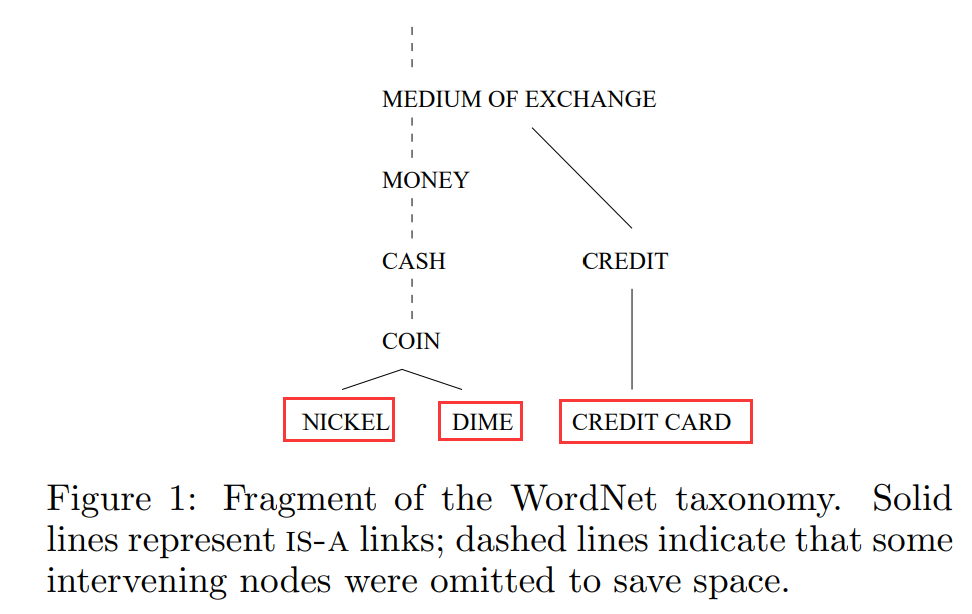 MEDIUM OF EXCHANGE
MONEY
CASH CREDIT
COIN
NICKEL DIME CREDIT CARD
Figure 1: Fragment of the WordNet taxonomy. Solid
lines represent IS-A links; dashed lines indicate that some
intervening nodes were omitted to save space.